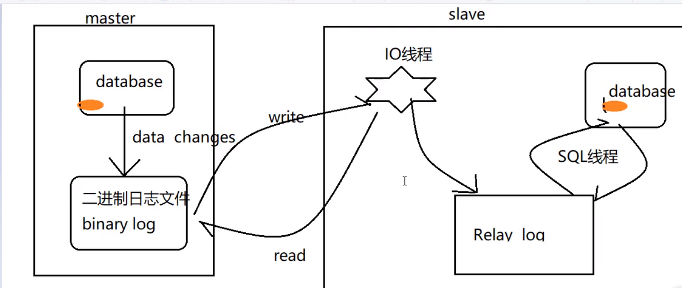 master
slave
database
data changes
二进制日志文件
binary log
write
read
IO线程
Relay log
SQL线程
database